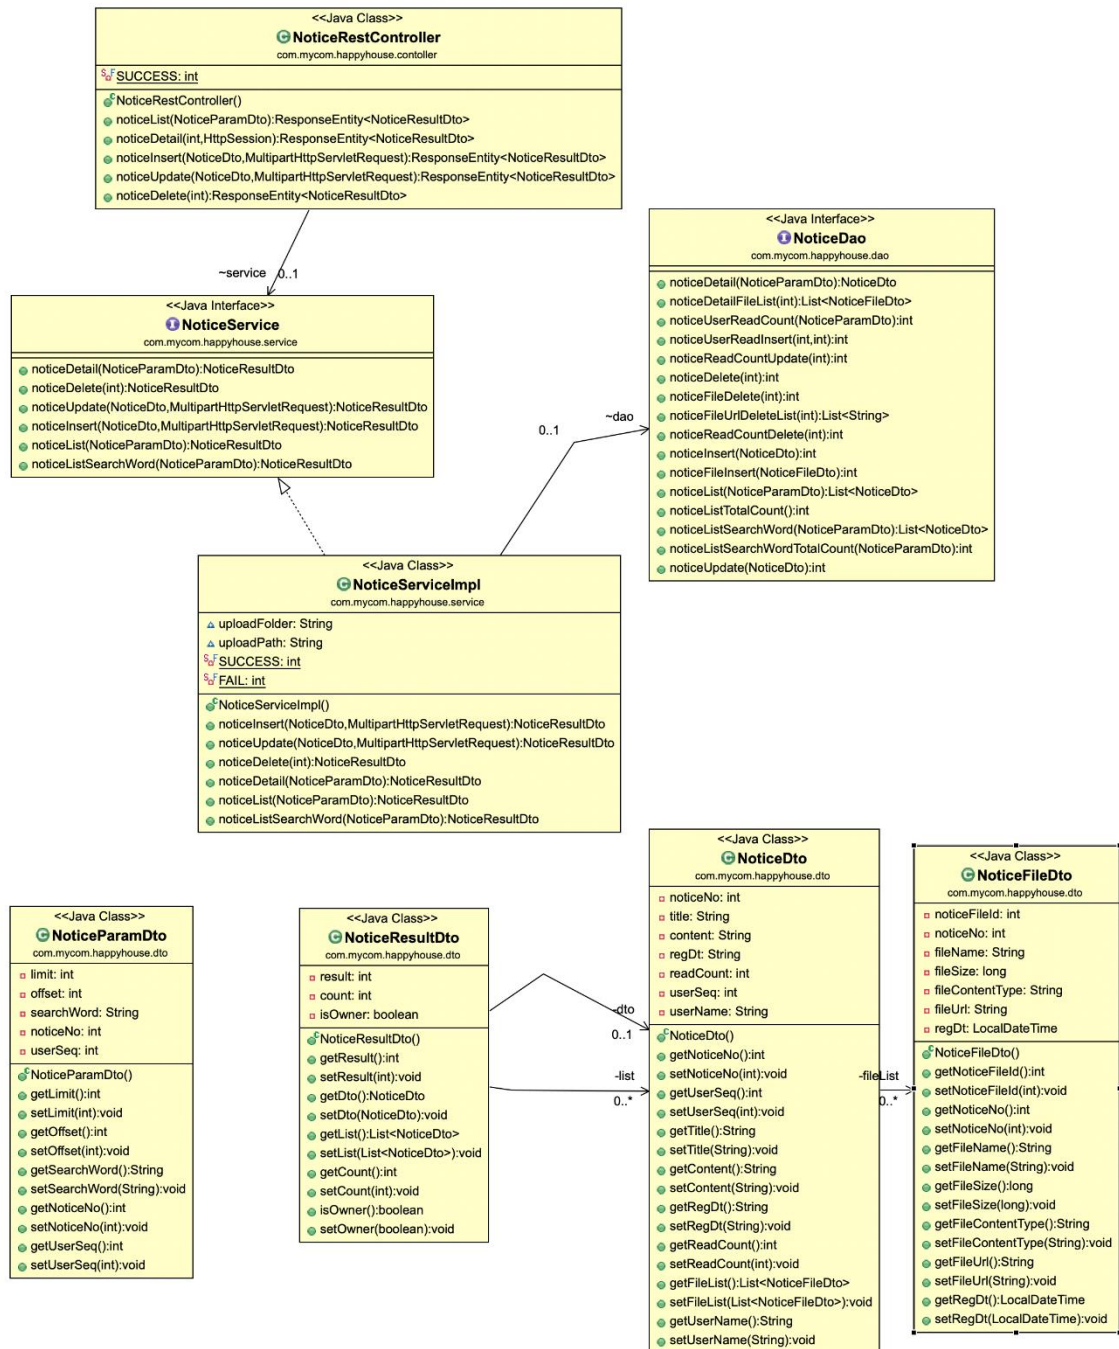 <<Java Class>>
NoticeRestController
com.mycom.happyhouse.contoller
SUCCESS: int
NoticeRestController()
noticeList(NoticeParamDto):ResponseEntity<NoticeResultDto>
noticeDetail(int,HttpSession):ResponseEntity<NoticeResultDto>
noticeInsert(NoticeDto,MultipartHttpServletRequest):ResponseEntity<NoticeResultDto>
noticeUpdate(NoticeDto,MultipartHttpServletRequest):ResponseEntity<NoticeResultDto>
noticeDelete(int):ResponseEntity<NoticeResultDto>
~service 0..1
<<Java Interface>>
NoticeService
com.mycom.happyhouse.service
noticeDetail(NoticeParamDto):NoticeResultDto
noticeDelete(int):NoticeResultDto
noticeUpdate(NoticeDto,MultipartHttpServletRequest):NoticeResultDto
noticeInsert(NoticeDto,MultipartHttpServletRequest):NoticeResultDto
noticeList(NoticeParamDto):NoticeResultDto
noticeListSearchWord(NoticeParamDto):NoticeResultDto
<<Java Interface>>
NoticeDao
com.mycom.happyhouse.dao
noticeDetail(NoticeParamDto):NoticeDto
noticeDetailFileList(int):List<NoticeFileDto>
noticeUserReadCount(NoticeParamDto):int
noticeUserReadInsert(int,int):int
noticeReadCountUpdate(int):int
noticeDelete(int):int
noticeFileDelete(int):int
noticeFileUrlDeleteList(int):List<String>
noticeReadCountDelete(int):int
noticeInsert(NoticeDto):int
noticeFileInsert(NoticeFileDto):int
noticeList(NoticeParamDto):List<NoticeDto>
noticeListTotalCount():int
noticeListSearchWord(NoticeParamDto):List<NoticeDto>
noticeListSearchWordTotalCount(NoticeParamDto):int
noticeUpdate(NoticeDto):int
~dao
0..1
<<Java Class>>
NoticeServiceImpl
com.mycom.happyhouse.service
uploadFolder: String
uploadPath: String
SUCCESS: int
FAIL: int
NoticeServiceImpl()
noticeInsert(NoticeDto,MultipartHttpServletRequest):NoticeResultDto
noticeUpdate(NoticeDto,MultipartHttpServletRequest):NoticeResultDto
noticeDelete(int):NoticeResultDto
noticeDetail(NoticeParamDto):NoticeResultDto
noticeList(NoticeParamDto):NoticeResultDto
noticeListSearchWord(NoticeParamDto):NoticeResultDto
<<Java Class>>
NoticeParamDto
com.mycom.happyhouse.dto
limit: int
offset: int
searchWord: String
noticeNo: int
userSeq: int
NoticeParamDto()
getLimit():int
setLimit(int):void
getOffset():int
setOffset(int):void
getSearchWord():String
setSearchWord(String):void
getNoticeNo():int
setNoticeNo(int):void
getUserSeq():int
setUserSeq(int):void
<<Java Class>>
NoticeResultDto
com.mycom.happyhouse.dto
result: int
count: int
isOwner: boolean
NoticeResultDto()
getResult():int
setResult(int):void
getDto():NoticeDto
setDto(NoticeDto):void
getList():List<NoticeDto>
setList(List<NoticeDto>):void
getCount():int
setCount(int):void
isOwner():boolean
setOwner(boolean):void
-dto
0..1
-list
0..*
<<Java Class>>
NoticeDto
com.mycom.happyhouse.dto
noticeNo: int
title: String
content: String
regDt: String
readCount: int
userSeq: int
userName: String
NoticeDto()
getNoticeNo():int
setNoticeNo(int):void
getUserSeq():int
setUserSeq(int):void
getTitle():String
setTitle(String):void
getContent():String
setContent(String):void
getRegDt():String
setRegDt(String):void
getReadCount():int
setReadCount(int):void
getFileList():List<NoticeFileDto>
setFileList(List<NoticeFileDto>):void
getUserName():String
setUserName(String):void
-fileList
0..*
<<Java Class>>
NoticeFileDto
com.mycom.happyhouse.dto
noticeFileId: int
noticeNo: int
fileName: String
fileSize: long
fileContentType: String
fileUrl: String
regDt: LocalDateTime
NoticeFileDto()
getNoticeFileId():int
setNoticeFileId(int):void
getNoticeNo():int
setNoticeNo(int):void
getFileName():String
setFileName(String):void
getFileSize():long
setFileSize(long):void
getFileContentType():String
setFileContentType(String):void
getFileUrl():String
setFileUrl(String):void
getRegDt():LocalDateTime
setRegDt(LocalDateTime):void